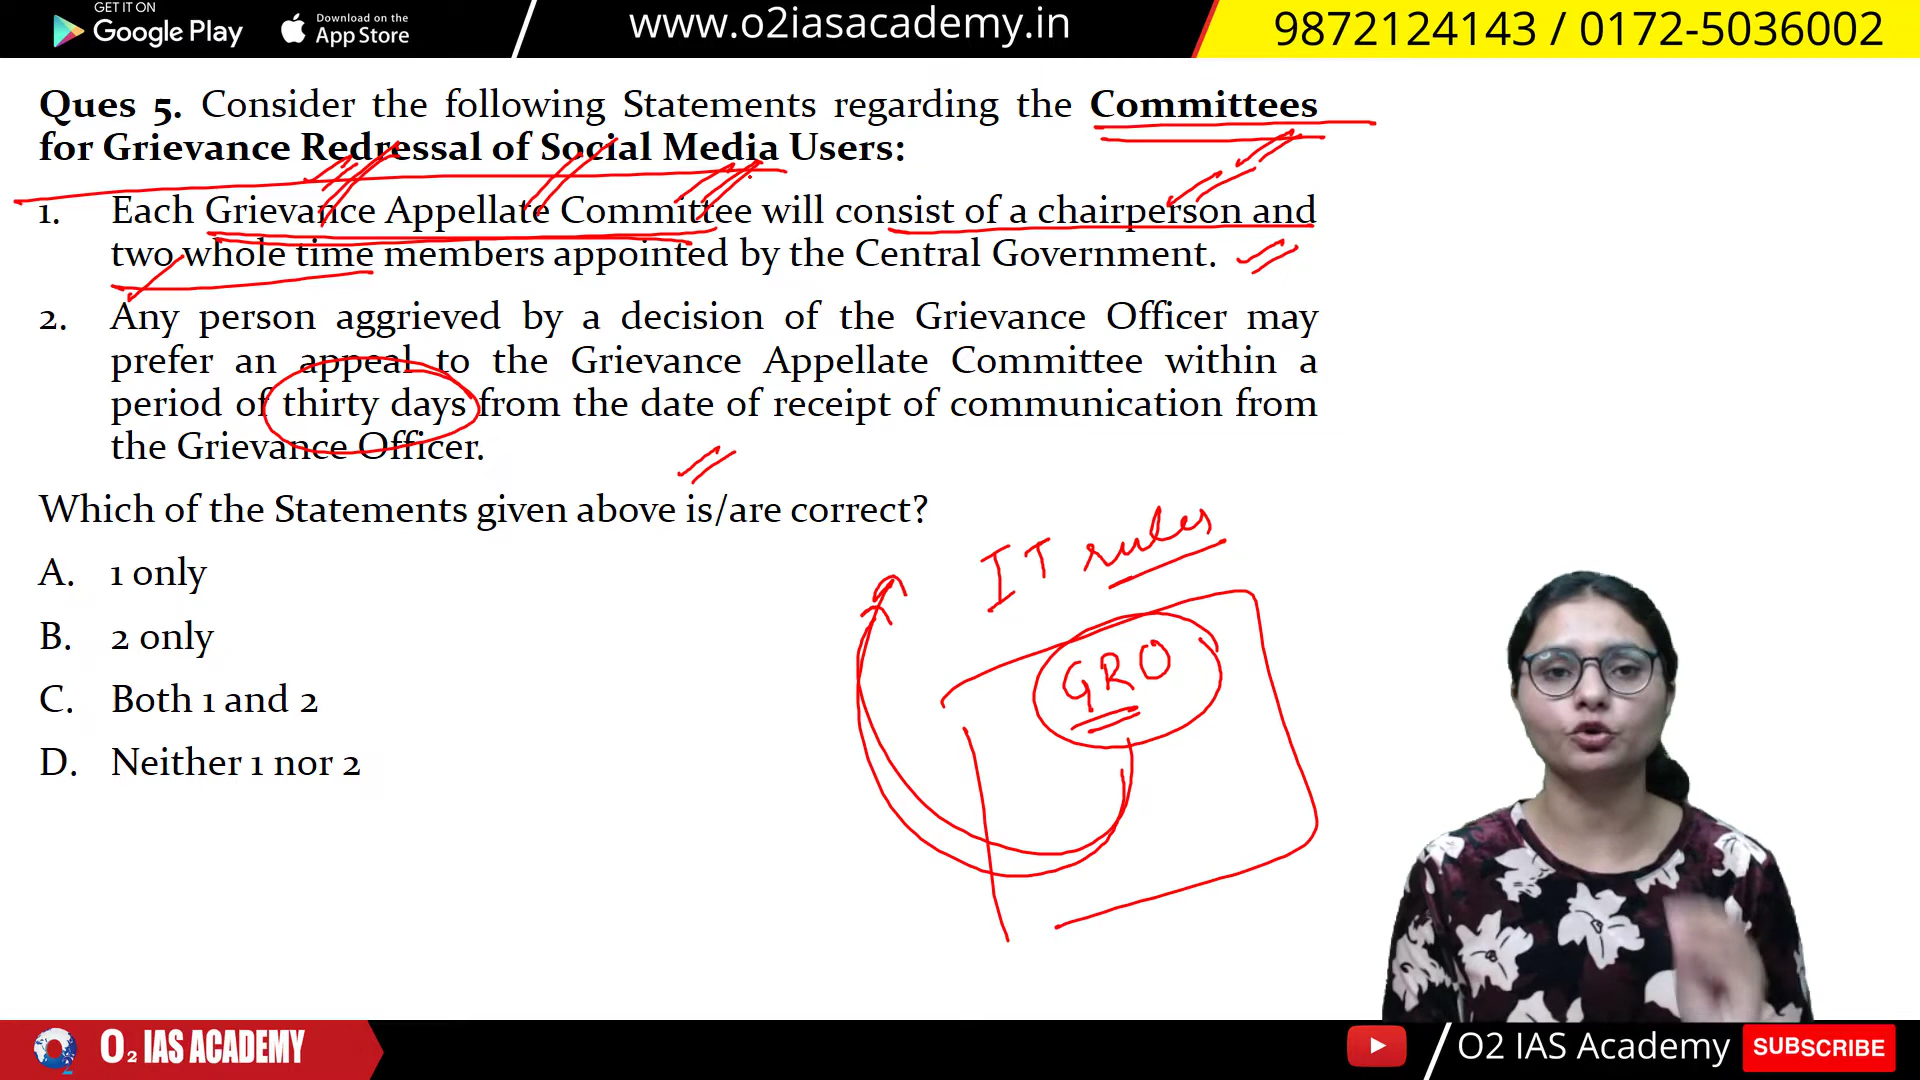 GET IT ON
Google Play
Download on the
App Store
www.o2iasacademy.in
9872124143 / 0172-5036002
Ques 5. Consider the following Statements regarding the Committees
for Grievance Redressal of Social Media Users:
1. Each Grievance Appellate Committee will consist of a chairperson and
two whole time members appointed by the Central Government.
2. Any person aggrieved by a decision of the Grievance Officer may
prefer an appeal to the Grievance Appellate Committee within a
period of thirty days from the date of receipt of communication from
the Grievance Officer.
Which of the Statements given above is/are correct?
IT rules
A. 1 only
B. 2 only
GRO
C. Both 1 and 2
D. Neither 1 nor 2
O2 IAS ACADEMY
O2 IAS Academy
SUBSCRIBE